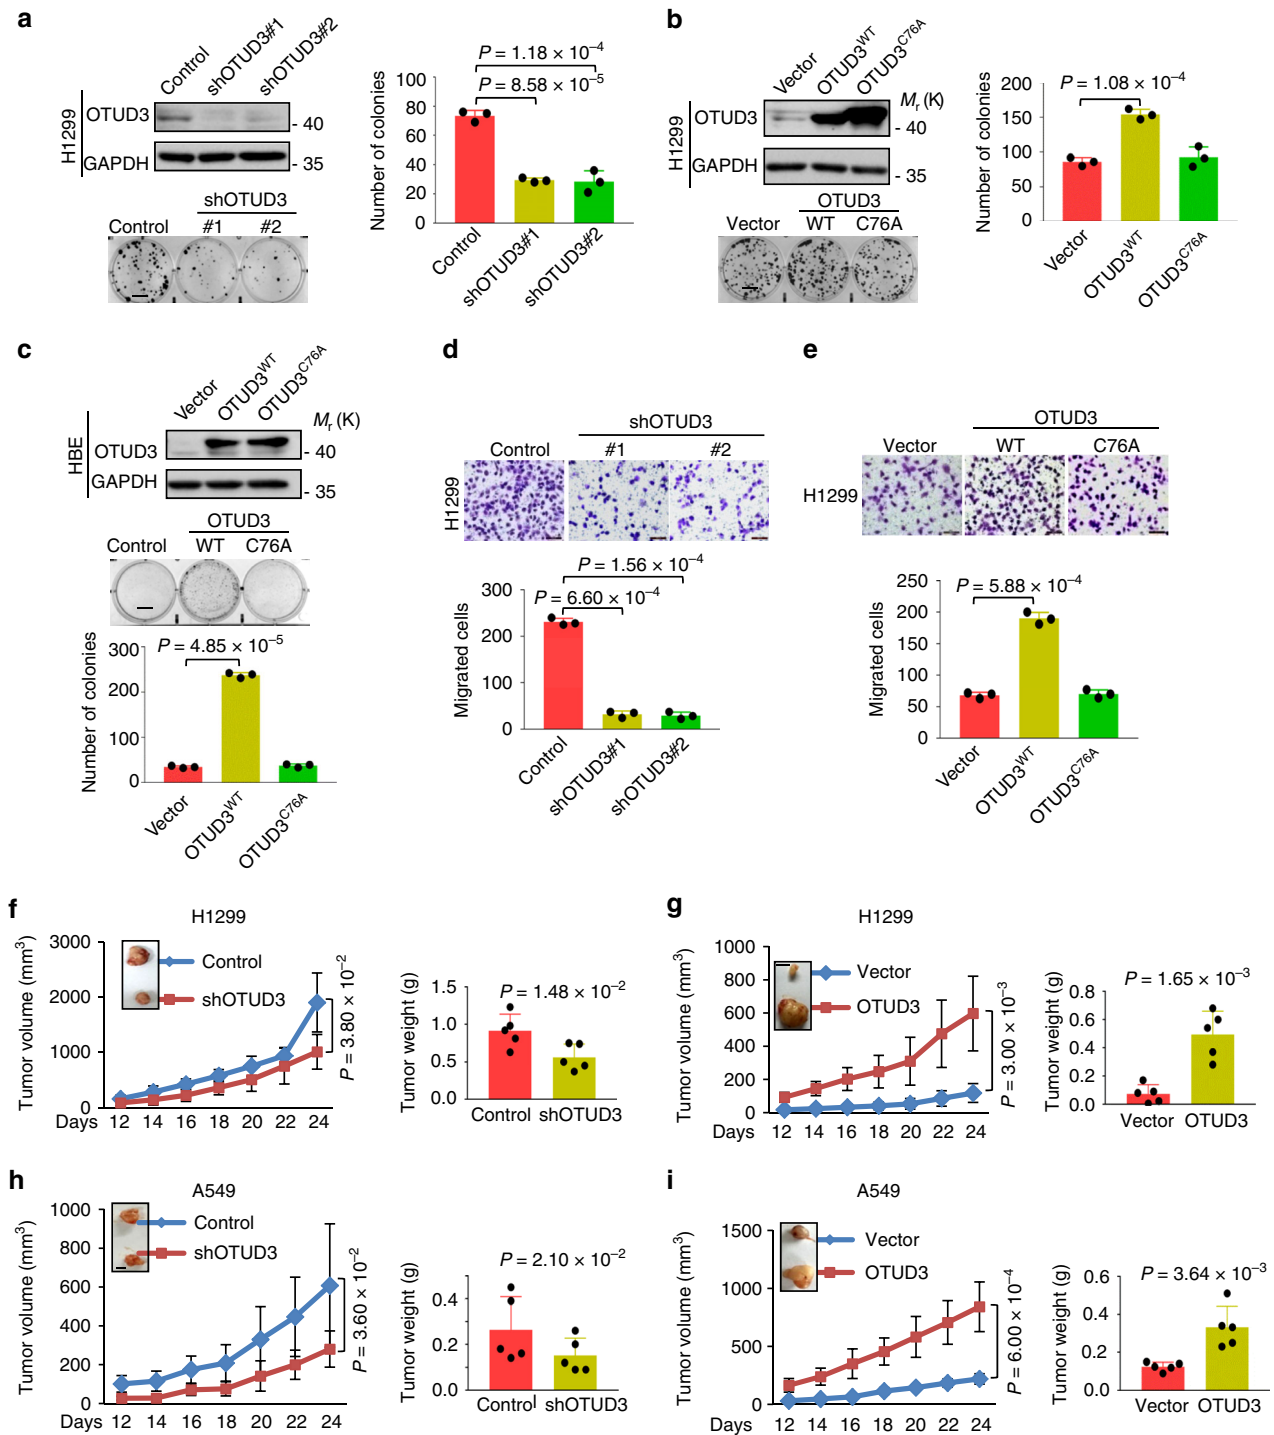 a
Control
shOTUD3#1
shOTUD3#2
H1299
OTUD3
- 40
GAPDH
- 35
shOTUD3
Control #1 #2
P = 1.18 × 10–4
P = 8.58 × 10–5
Number of colonies
100
80
60
40
20
0
Control
shOTUD3#1
shOTUD3#2
b
Vector
OTUD3WT
OTUD3C76A
Mr (K)
H1299
OTUD3
- 40
GAPDH
- 35
OTUD3
Vector WT C76A
P = 1.08 × 10–4
Number of colonies
200
150
100
50
0
Vector
OTUD3WT
OTUD3C76A
c
Vector
OTUD3WT
OTUD3C76A
Mr (K)
HBE
OTUD3
- 40
GAPDH
- 35
OTUD3
Control WT C76A
P = 4.85 × 10–5
Number of colonies
300
200
100
0
Vector
OTUD3WT
OTUD3C76A
d
shOTUD3
Control #1 #2
H1299
P = 1.56 × 10–4
P = 6.60 × 10–4
Migrated cells
300
200
100
0
Control
shOTUD3#1
shOTUD3#2
e
OTUD3
Vector WT C76A
H1299
P = 5.88 × 10–4
Migrated cells
250
200
150
100
50
0
Vector
OTUD3WT
OTUD3C76A
f
H1299
Tumor volume (mm3)
3000
2000
1000
0
Control
shOTUD3
P = 3.80 × 10–2
Days 12 14 16 18 20 22 24
P = 1.48 × 10–2
Tumor weight (g)
1.5
1.0
0.5
0.0
Control shOTUD3
g
H1299
Tumor volume (mm3)
1000
800
600
400
200
0
Vector
OTUD3
P = 3.00 × 10–3
Days 12 14 16 18 20 22 24
P = 1.65 × 10–3
Tumor weight (g)
0.8
0.6
0.4
0.2
0.0
Vector OTUD3
h
A549
Tumor volume (mm3)
1000
800
600
400
200
0
Control
shOTUD3
P = 3.60 × 10–2
Days 12 14 16 18 20 22 24
P = 2.10 × 10–2
Tumor weight (g)
0.4
0.2
0.0
Control shOTUD3
i
A549
Tumor volume (mm3)
1500
1000
500
0
Vector
OTUD3
P = 6.00 × 10–4
Days 12 14 16 18 20 22 24
P = 3.64 × 10–3
Tumor weight (g)
0.6
0.4
0.2
0.0
Vector OTUD3